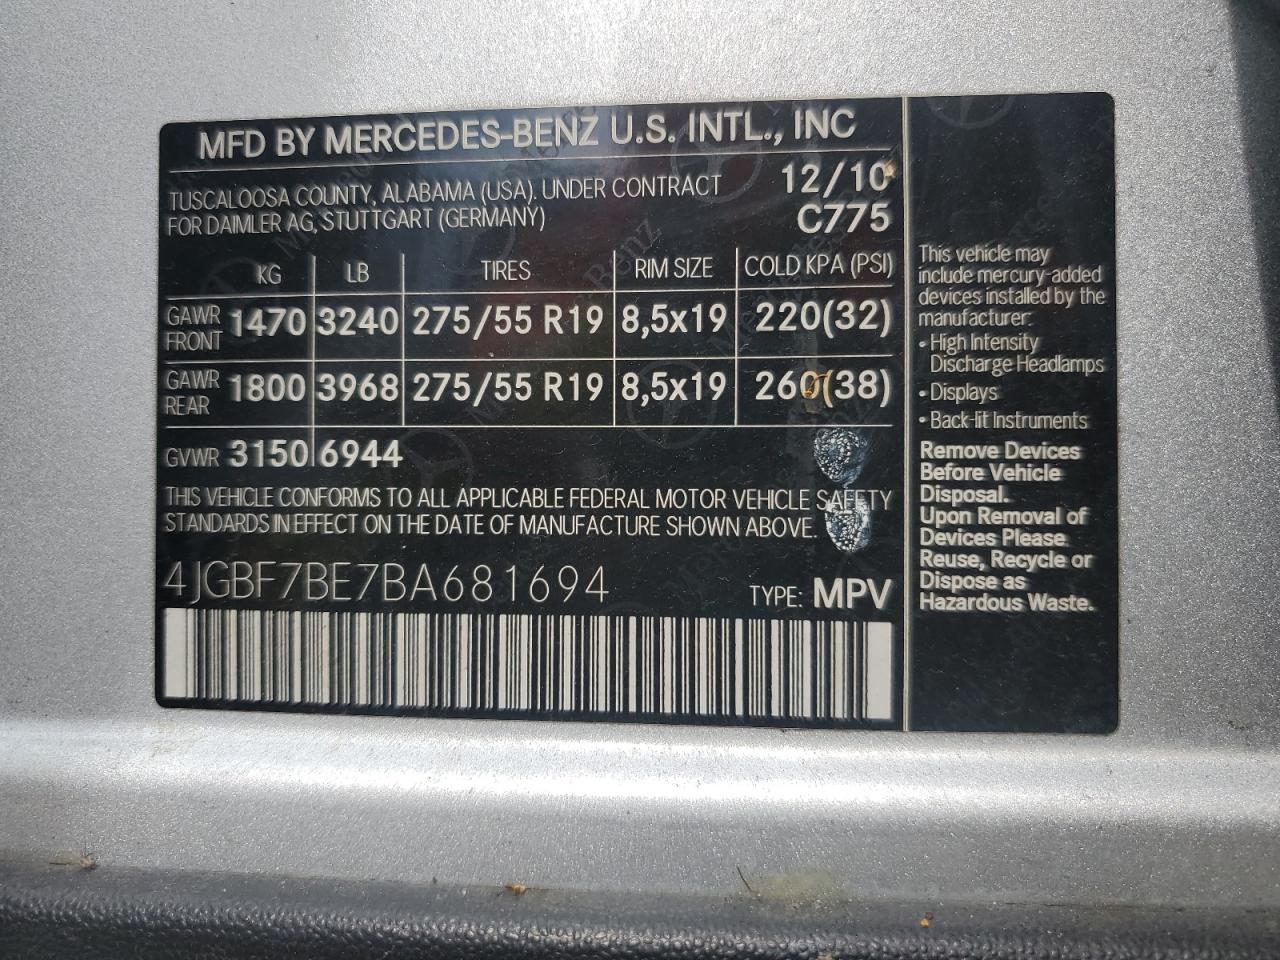 MFD BY MERCEDES-BENZ U.S. INTL., INC
TUSCALOOSA COUNTY, ALABAMA (USA). UNDER CONTRACT 12/10
FOR DAIMLER AG, STUTTGART (GERMANY) C775
KG LB TIRES RIM SIZE COLD KPA (PSI)
GAWR FRONT 1470 3240 275/55 R19 8,5x19 220(32)
GAWR REAR 1800 3968 275/55 R19 8,5x19 260(38)
GVWR 3150 6944
THIS VEHICLE CONFORMS TO ALL APPLICABLE FEDERAL MOTOR VEHICLE SAFETY
STANDARDS IN EFFECT ON THE DATE OF MANUFACTURE SHOWN ABOVE.
4JGBF7BE7BA681694 TYPE: MPV
This vehicle may
include mercury-added
devices installed by the
manufacturer:
• High Intensity
Discharge Headlamps
• Displays
• Back-lit Instruments
Remove Devices
Before Vehicle
Disposal.
Upon Removal of
Devices Please
Reuse, Recycle or
Dispose as
Hazardous Waste.